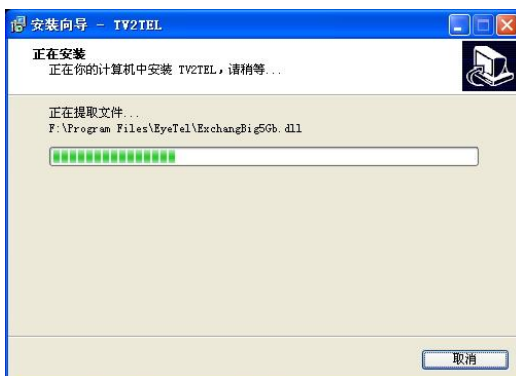 安装向导 - TV2TEL
正在安装
正在你的计算机中安装 TV2TEL，请稍等...
正在提取文件...
F:\Program Files\EyeTel\ExchangBig5Gb.dll
取消